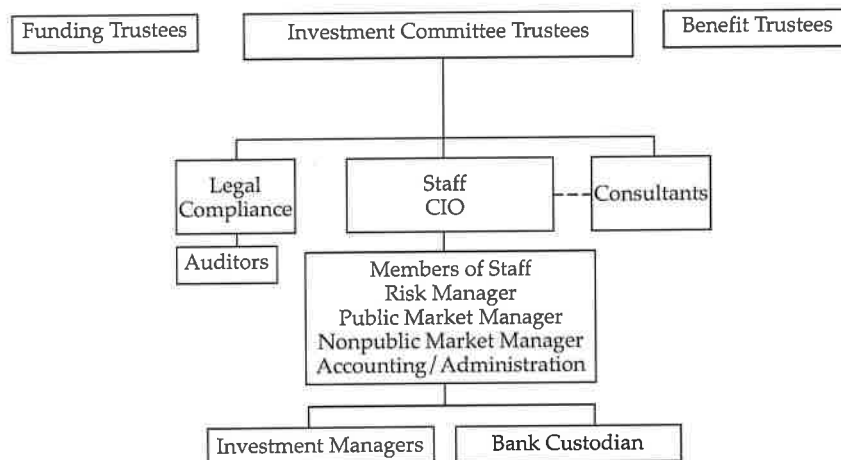 Funding Trustees
Investment Committee Trustees
Benefit Trustees
Legal
Compliance
Staff
CIO
Consultants
Auditors
Members of Staff
Risk Manager
Public Market Manager
Nonpublic Market Manager
Accounting/Administration
Investment Managers
Bank Custodian